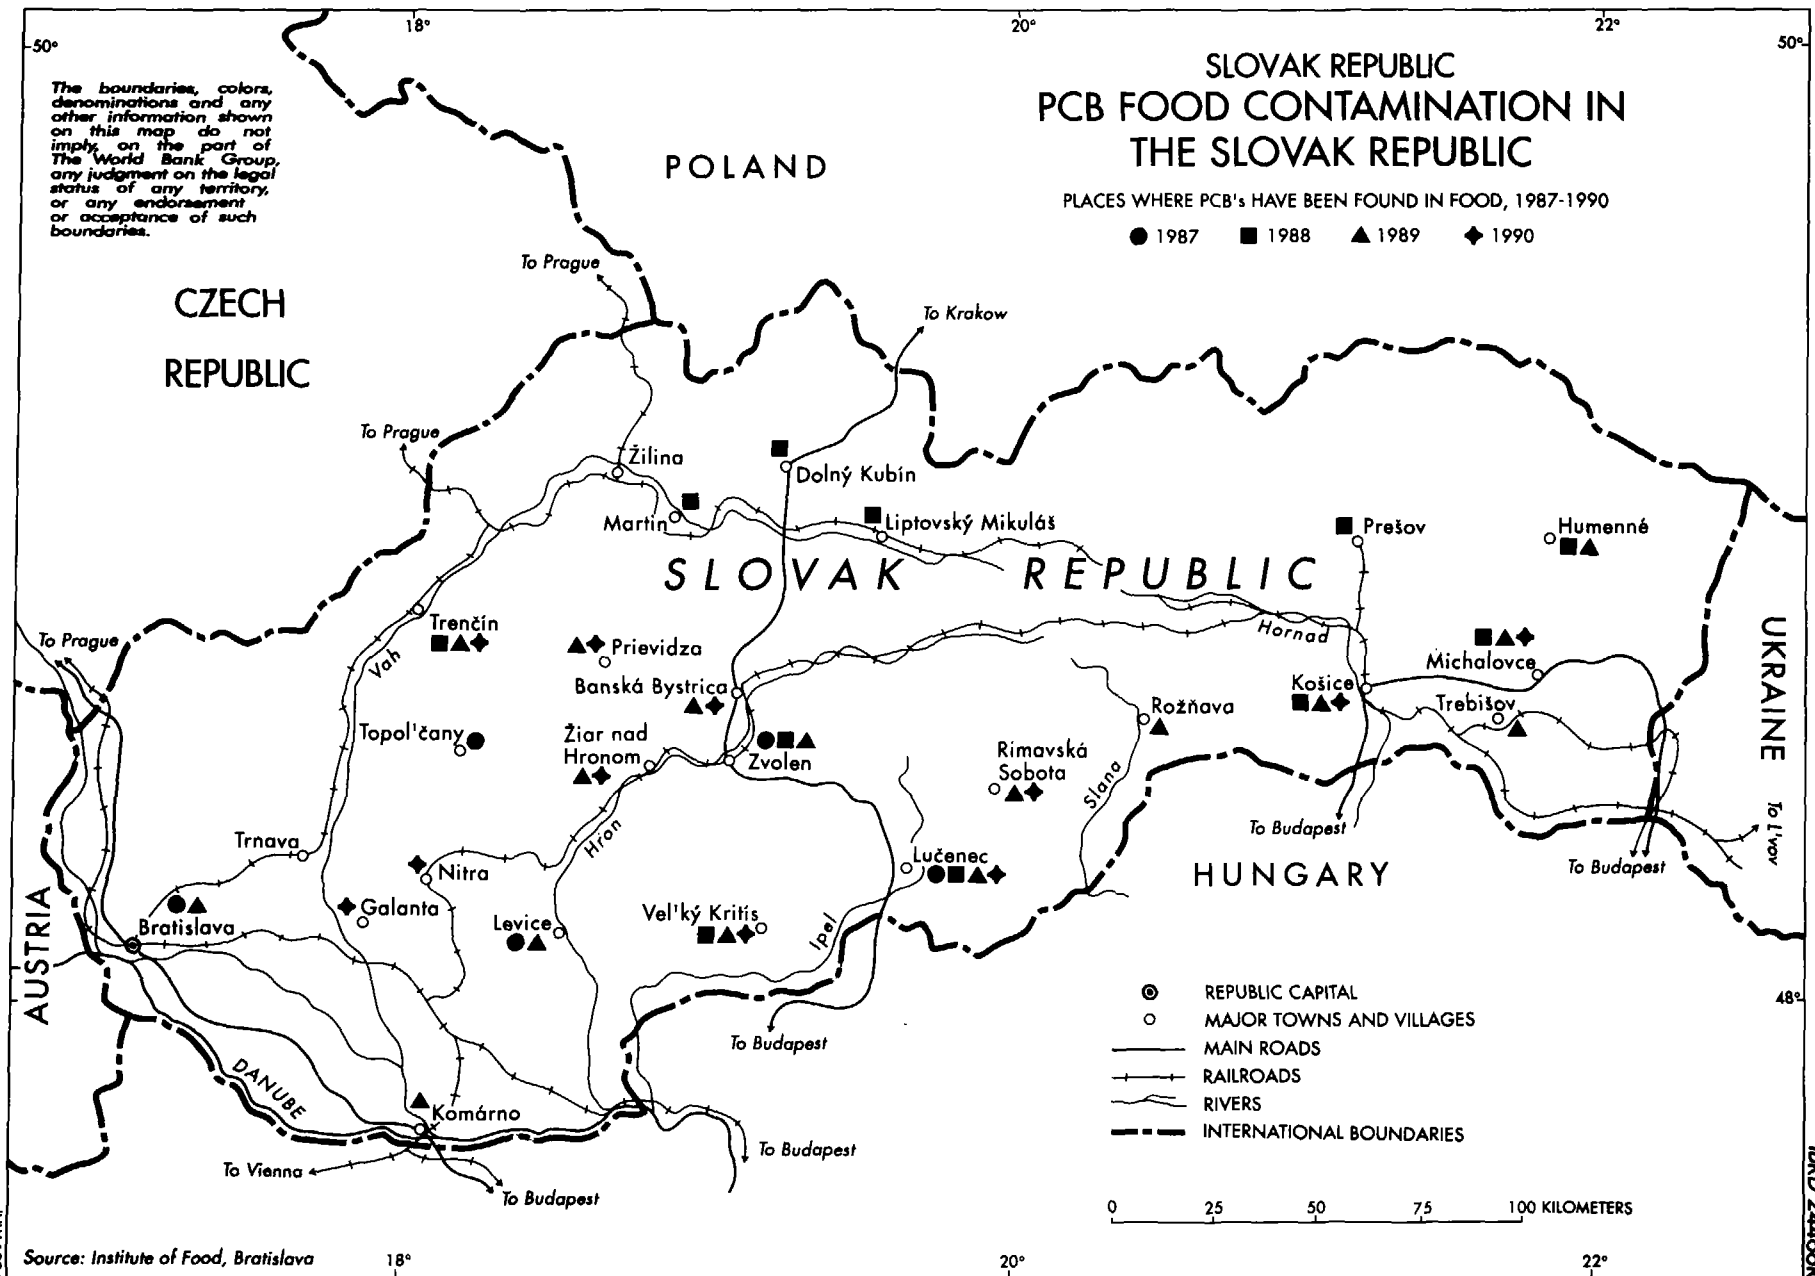 18°
20°
22°
50°
50°
The boundaries, colors,
denominations and any
other information shown
on this map do not
imply, on the part of
The World Bank Group,
any judgment on the legal
status of any territory,
or any endorsement
or acceptance of such
boundaries.
SLOVAK REPUBLIC
PCB FOOD CONTAMINATION IN
THE SLOVAK REPUBLIC
PLACES WHERE PCB's HAVE BEEN FOUND IN FOOD, 1987-1990
1987 1988 1989 1990
POLAND
CZECH
REPUBLIC
To Prague
To Krakow
To Prague
Žilina
Dolný Kubín
Martin
Liptovský Mikuláš
Prešov
Humenné
SLOVAK REPUBLIC
Trenčín
To Prague
Vah
Prievidza
Hornad
Michalovce
UKRAINE
Banská Bystrica
Košice
Trebišov
Rožňava
Topol'čany
Žiar nad
Hronom
Zvolen
Rimavská
Sobota
Slana
To Budapest
To L'vov
Trnava
Hron
Nitra
Lučenec
HUNGARY
To Budapest
Galanta
Levice
Vel'ký Kritís
Ipel
Bratislava
AUSTRIA
48°
To Budapest
DANUBE
Komárno
To Vienna
To Budapest
To Budapest
REPUBLIC CAPITAL
MAJOR TOWNS AND VILLAGES
MAIN ROADS
RAILROADS
RIVERS
INTERNATIONAL BOUNDARIES
0 25 50 75 100 KILOMETERS
Source: Institute of Food, Bratislava
18°
20°
22°